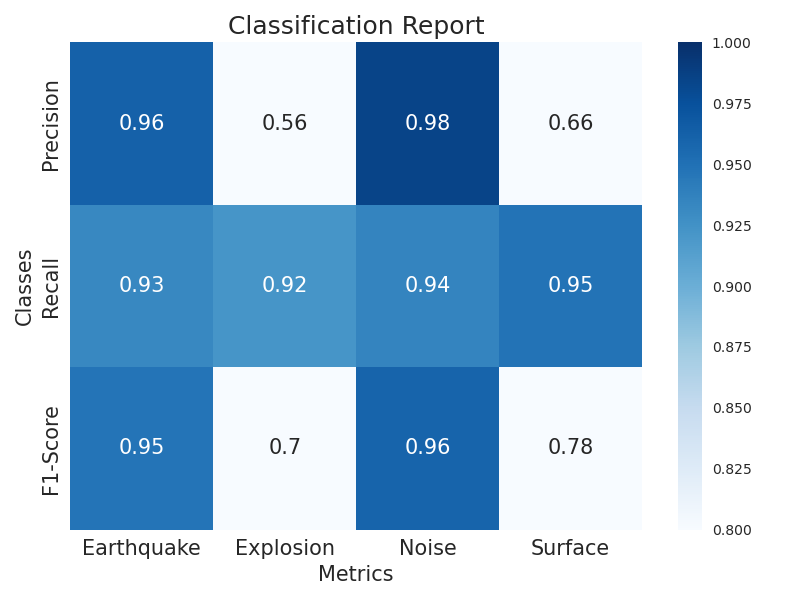 Classification Report
Precision
0.96 0.56 0.98 0.66
Classes
Recall
0.93 0.92 0.94 0.95
F1-Score
0.95 0.7 0.96 0.78
Earthquake Explosion Noise Surface
Metrics
1.000
0.975
0.950
0.925
0.900
0.875
0.850
0.825
0.800